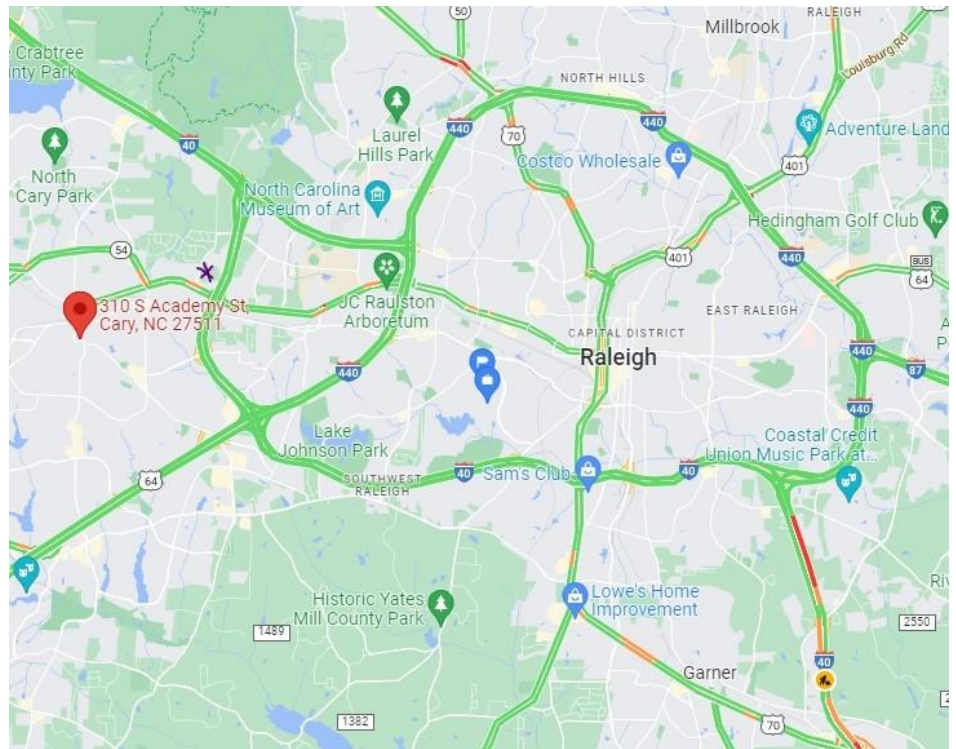 50
RALEIGH
Millbrook
Louisburg Rd
Crabtree
nty Park
NORTH HILLS
Laurel
Hills Park
440
70
440
40
Adventure Land
Costco Wholesale
401
North
Cary Park
North Carolina
Museum of Art
Hedingham Golf Club
54
401
440
BUS
64
310 S Academy St,
Cary, NC 27511
JC Raulston
Arboretum
EAST RALEIGH
CAPITAL DISTRICT
Raleigh
440
440
87
440
Lake
Johnson Park
Coastal Credit
Union Music Park at...
64
SOUTHWEST
RALEIGH
40
Sam's Club
40
Historic Yates
Mill County Park
Lowe's Home
Improvement
Riv
2550
1489
40
Garner
1382
70